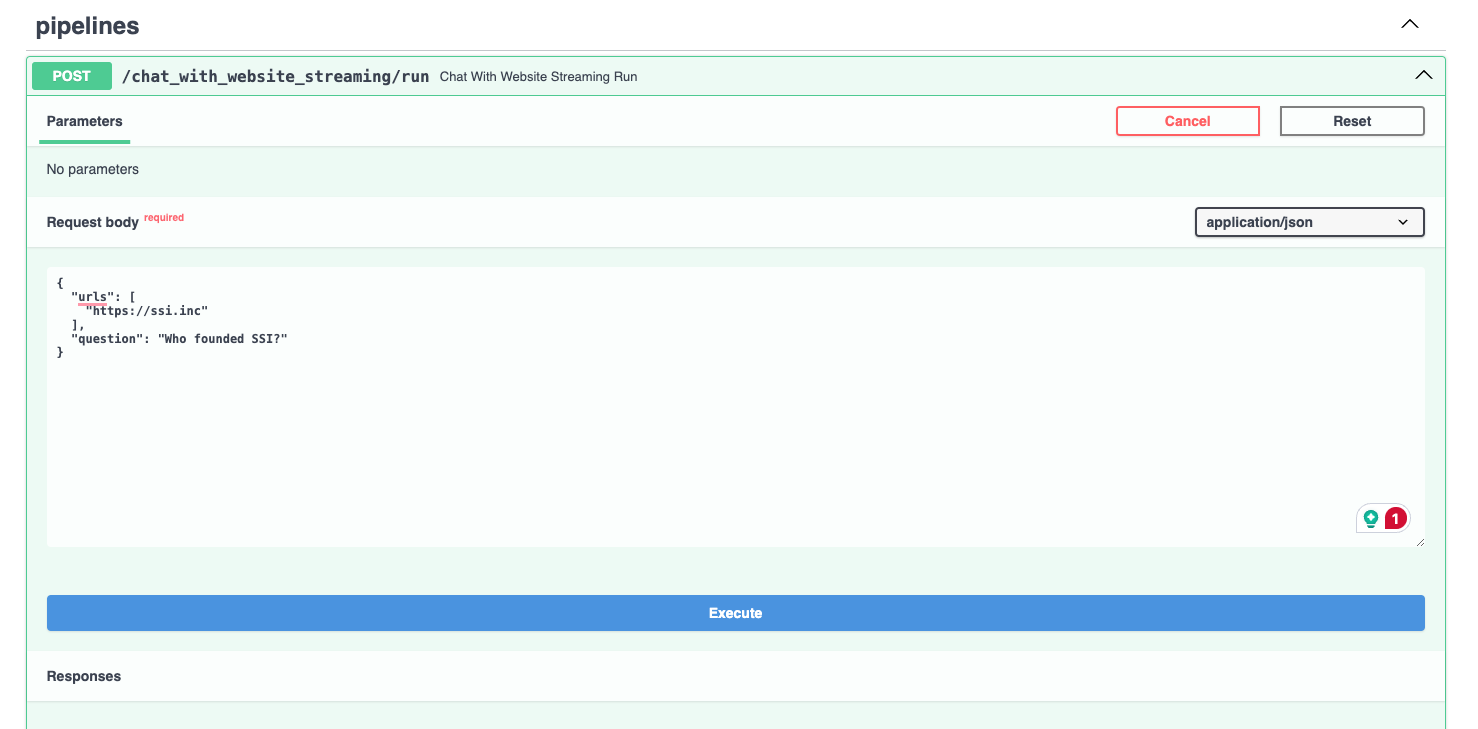 pipelines
POST /chat_with_website_streaming/run Chat With Website Streaming Run
Parameters Cancel Reset
No parameters
Request body required application/json
{
  "urls": [
    "https://ssi.inc"
  ],
  "question": "Who founded SSI?"
}
1
Execute
Responses